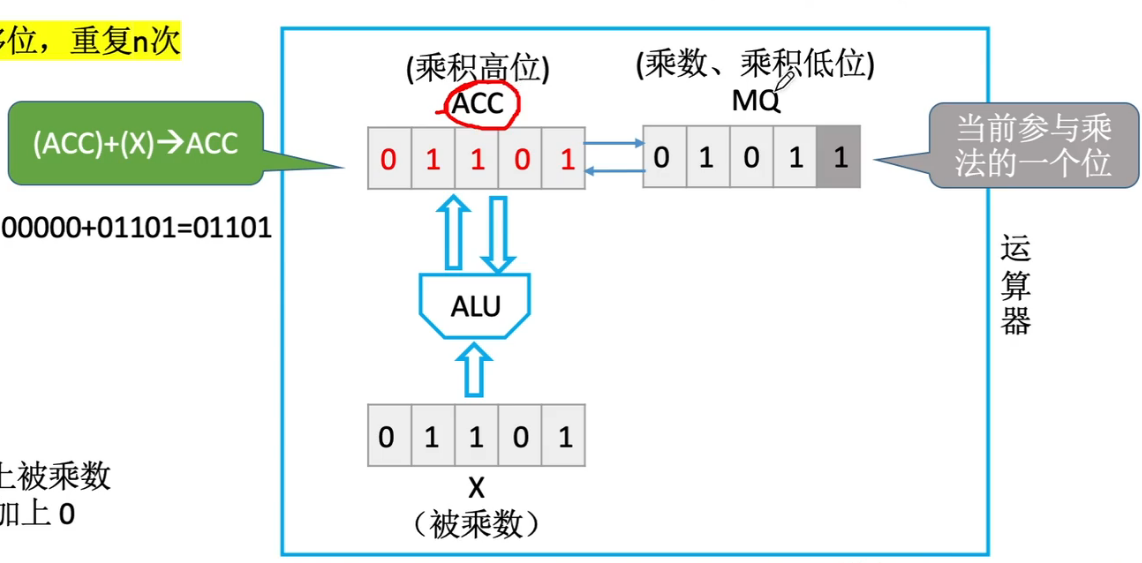 位，重复n次
(乘积高位)
(乘数、乘积低位)
ACC
MQ
(ACC)+(X)→ACC
0 1 1 0 1
0 1 0 1 1
当前参与乘
法的一个位
00000+01101=01101
运
算
器
ALU
0 1 1 0 1
上被乘数
加上 0
X
（被乘数）